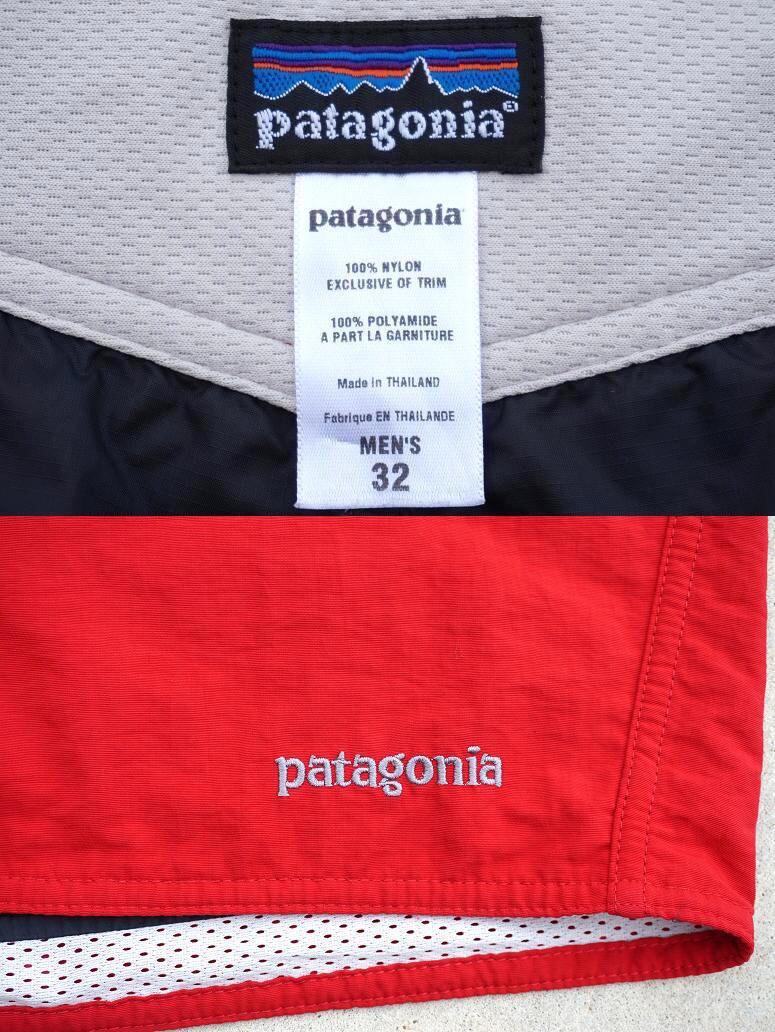 patagonia®
patagonia
100% NYLON
EXCLUSIVE OF TRIM
100% POLYAMIDE
A PART LA GARNITURE
Made in THAILAND
Fabrique EN THAILANDE
MEN'S
32
patagonia